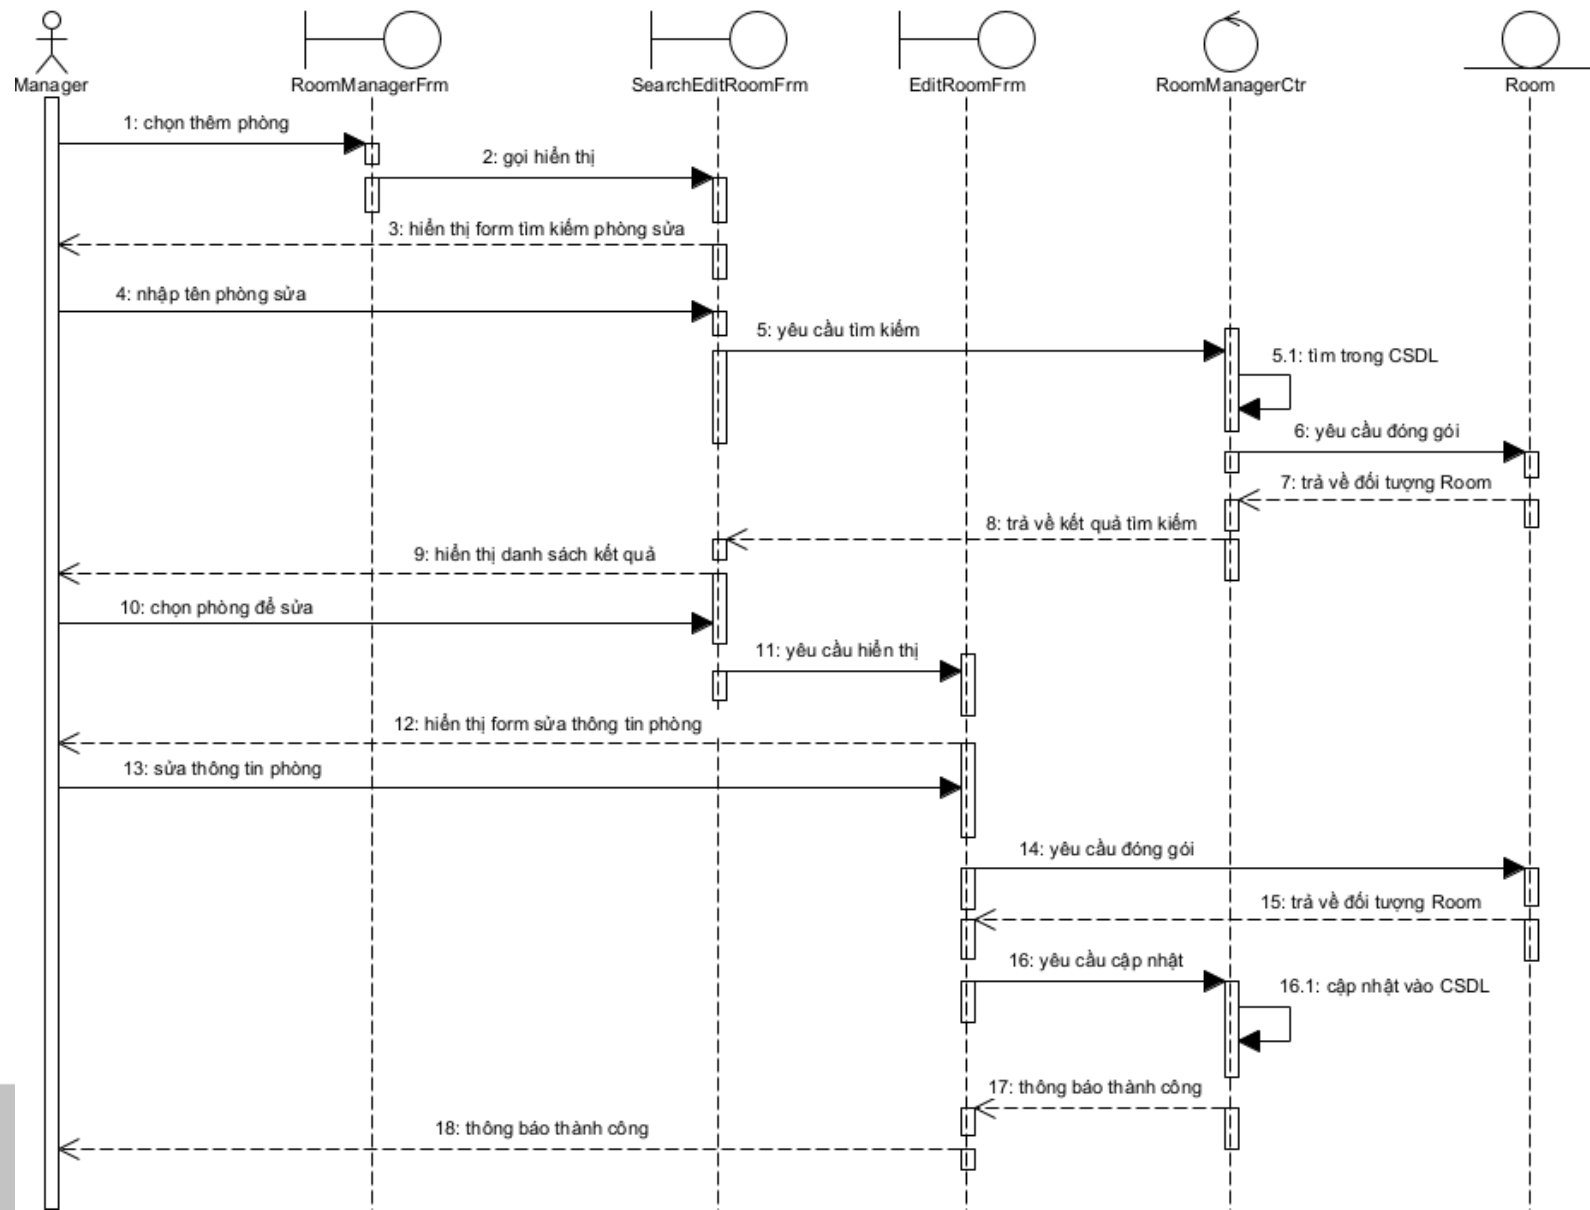 Manager
RoomManagerFrm
SearchEditRoomFrm
EditRoomFrm
RoomManagerCtr
Room
1: chọn thêm phòng
2: gọi hiển thị
3: hiển thị form tìm kiếm phòng sửa
4: nhập tên phòng sửa
5: yêu cầu tìm kiếm
5.1: tìm trong CSDL
6: yêu cầu đóng gói
7: trả về đối tượng Room
8: trả về kết quả tìm kiếm
9: hiển thị danh sách kết quả
10: chọn phòng để sửa
11: yêu cầu hiển thị
12: hiển thị form sửa thông tin phòng
13: sửa thông tin phòng
14: yêu cầu đóng gói
15: trả về đối tượng Room
16: yêu cầu cập nhật
16.1: cập nhật vào CSDL
17: thông báo thành công
18: thông báo thành công